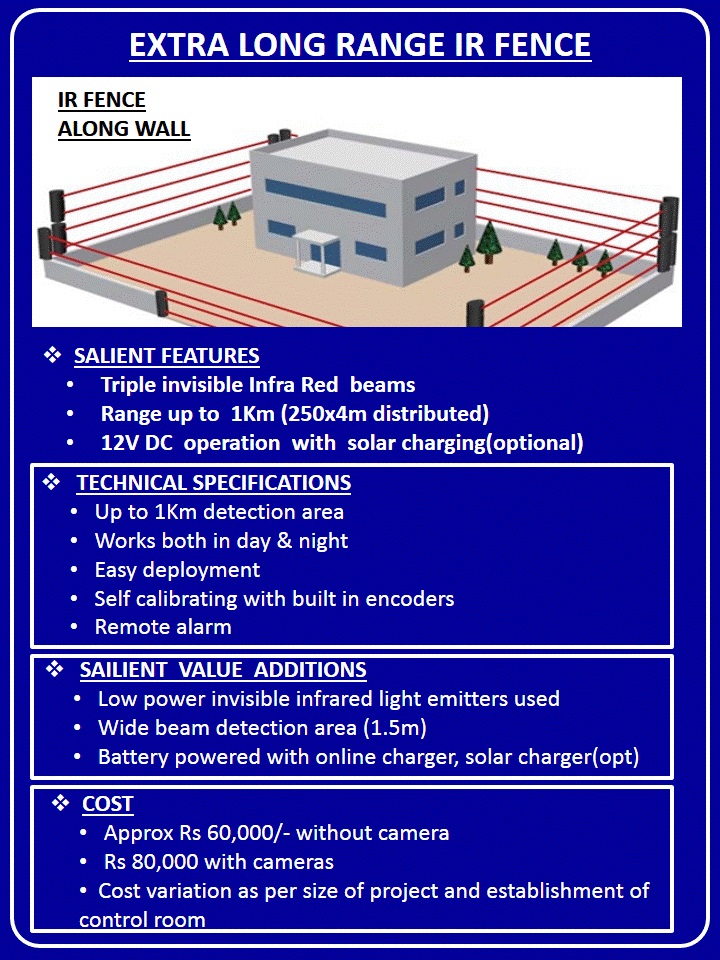 EXTRA LONG RANGE IR FENCE
IR FENCE
ALONG WALL
❖ SALIENT FEATURES
• Triple invisible Infra Red beams
• Range up to 1Km (250x4m distributed)
• 12V DC operation with solar charging(optional)
❖ TECHNICAL SPECIFICATIONS
• Up to 1Km detection area
• Works both in day & night
• Easy deployment
• Self calibrating with built in encoders
• Remote alarm
❖ SAILIENT VALUE ADDITIONS
• Low power invisible infrared light emitters used
• Wide beam detection area (1.5m)
• Battery powered with online charger, solar charger(opt)
❖ COST
• Approx Rs 60,000/- without camera
• Rs 80,000 with cameras
• Cost variation as per size of project and establishment of
control room